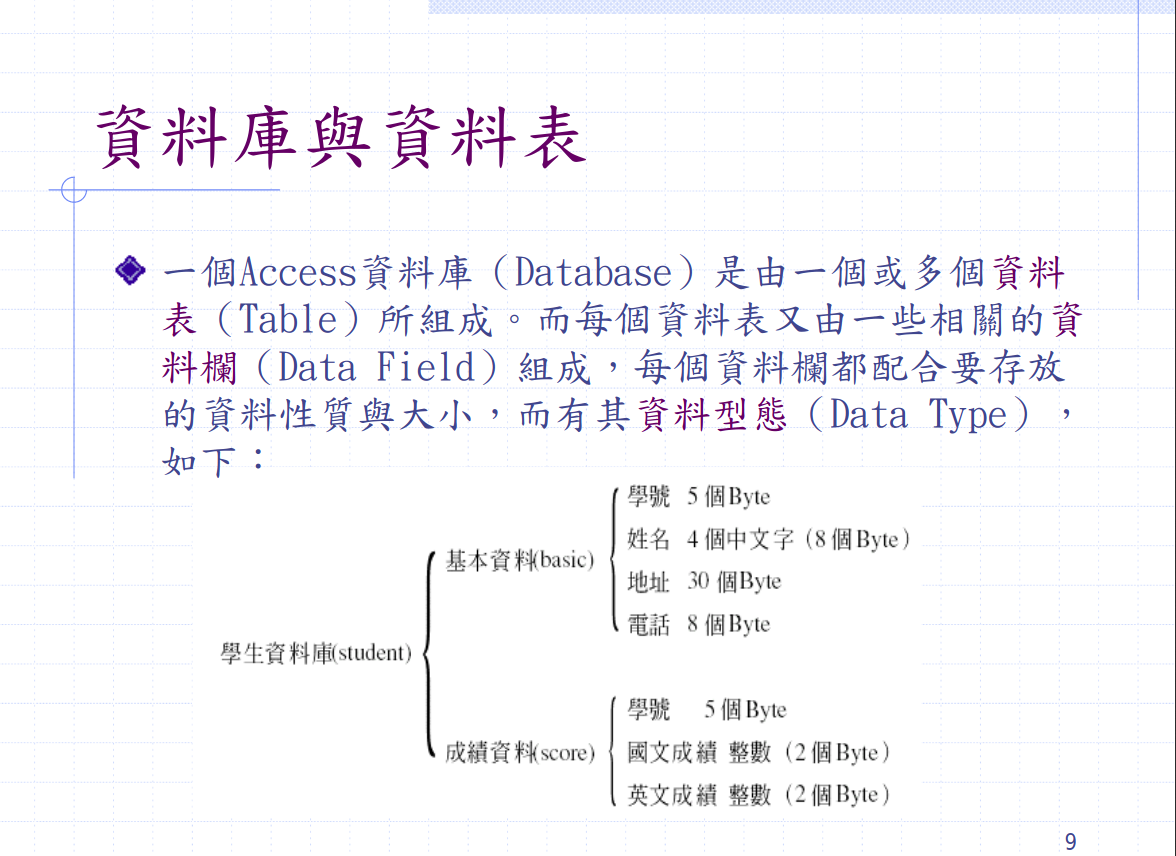 資料庫與資料表
一個Access資料庫（Database）是由一個或多個資料
表（Table）所組成。而每個資料表又由一些相關的資
料欄（Data Field）組成，每個資料欄都配合要存放
的資料性質與大小，而有其資料型態（Data Type），
如下：
學生資料庫(student)
基本資料(basic)
學號 5個Byte
姓名 4個中文字（8個Byte）
地址 30個Byte
電話 8個Byte
成績資料(score)
學號 5個Byte
國文成績 整數（2個Byte）
英文成績 整數（2個Byte）
9